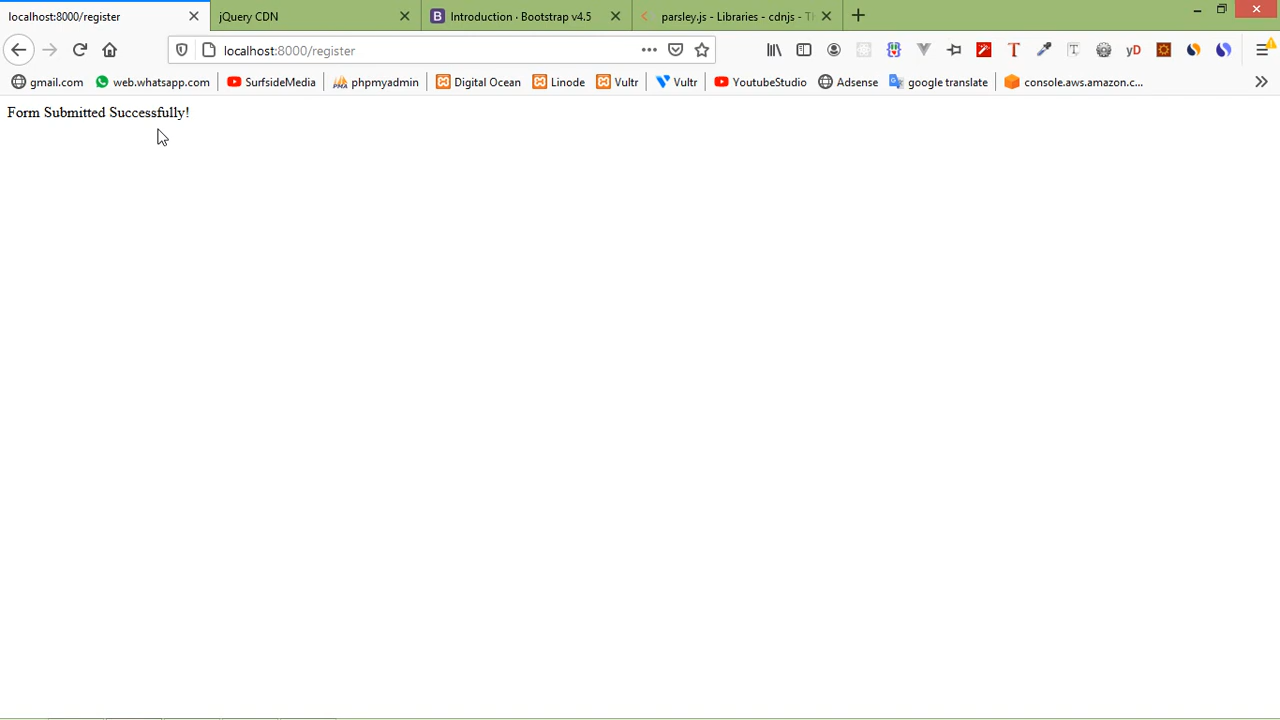 localhost:8000/register
jQuery CDN
B Introduction · Bootstrap v4.5
parsley.js - Libraries - cdnjs - T
localhost:8000/register
T T yD
gmail.com web.whatsapp.com SurfsideMedia PMA phpmyadmin Digital Ocean Linode Vultr Vultr YoutubeStudio Adsense google translate console.aws.amazon.c...
Form Submitted Successfully!